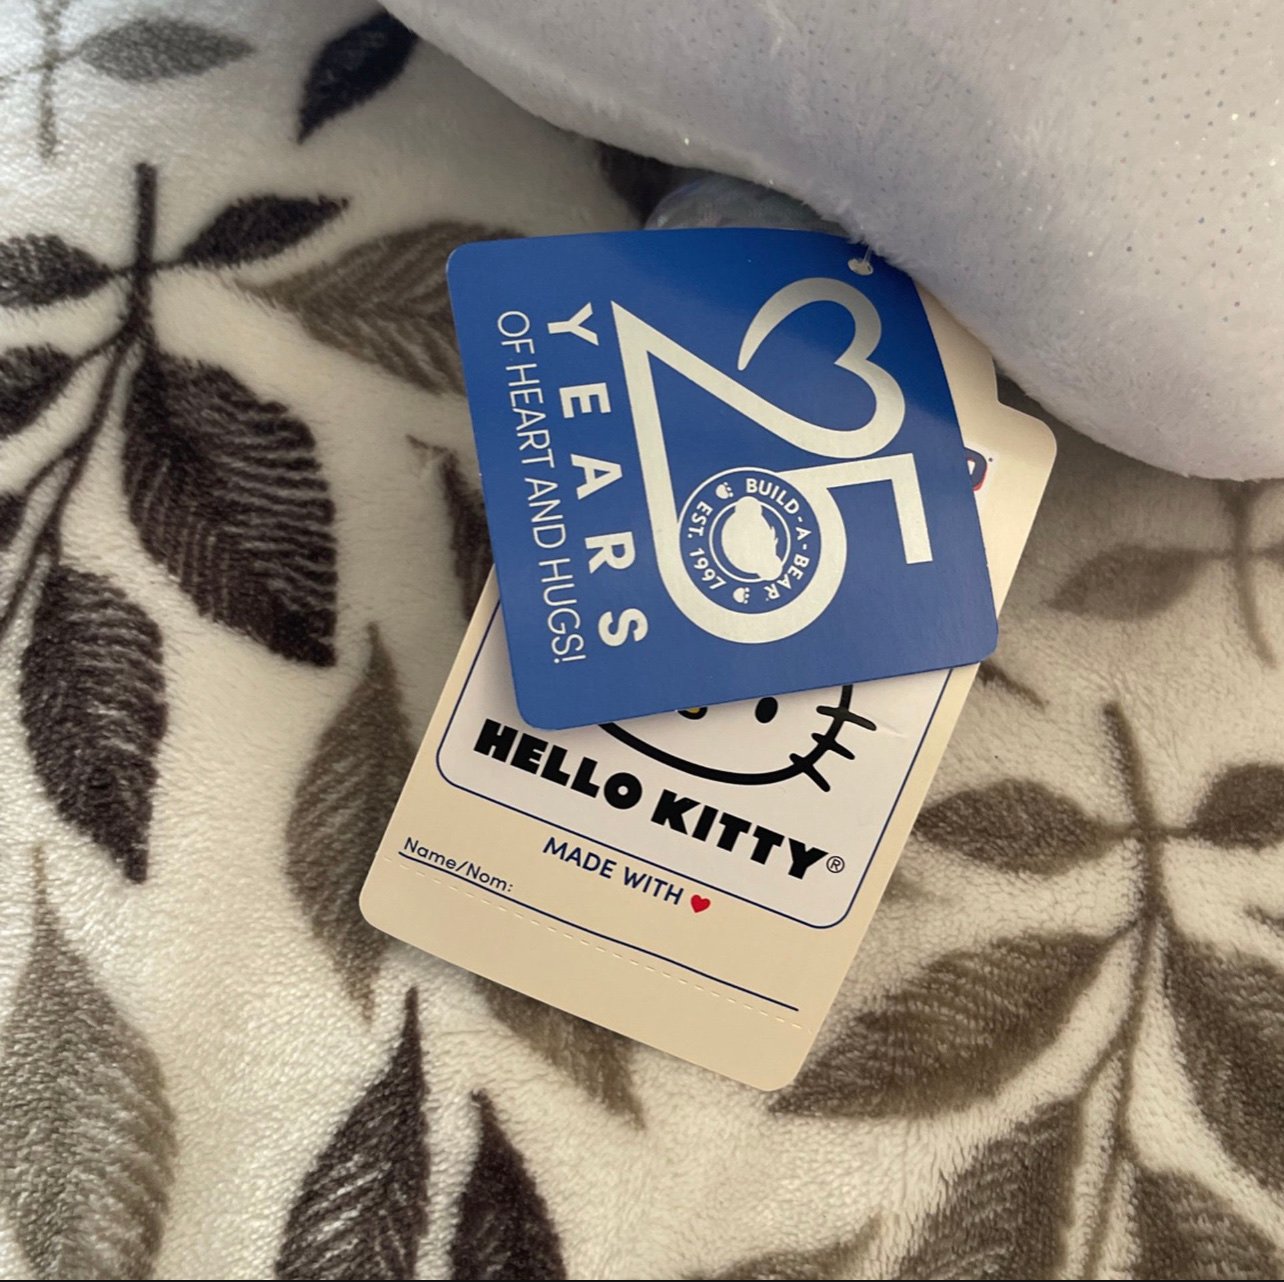 25
YEARS
OF HEART AND HUGS!
BUILD-A-BEAR
EST. 1997
HELLO KITTY®
MADE WITH ❤
Name/Nom: